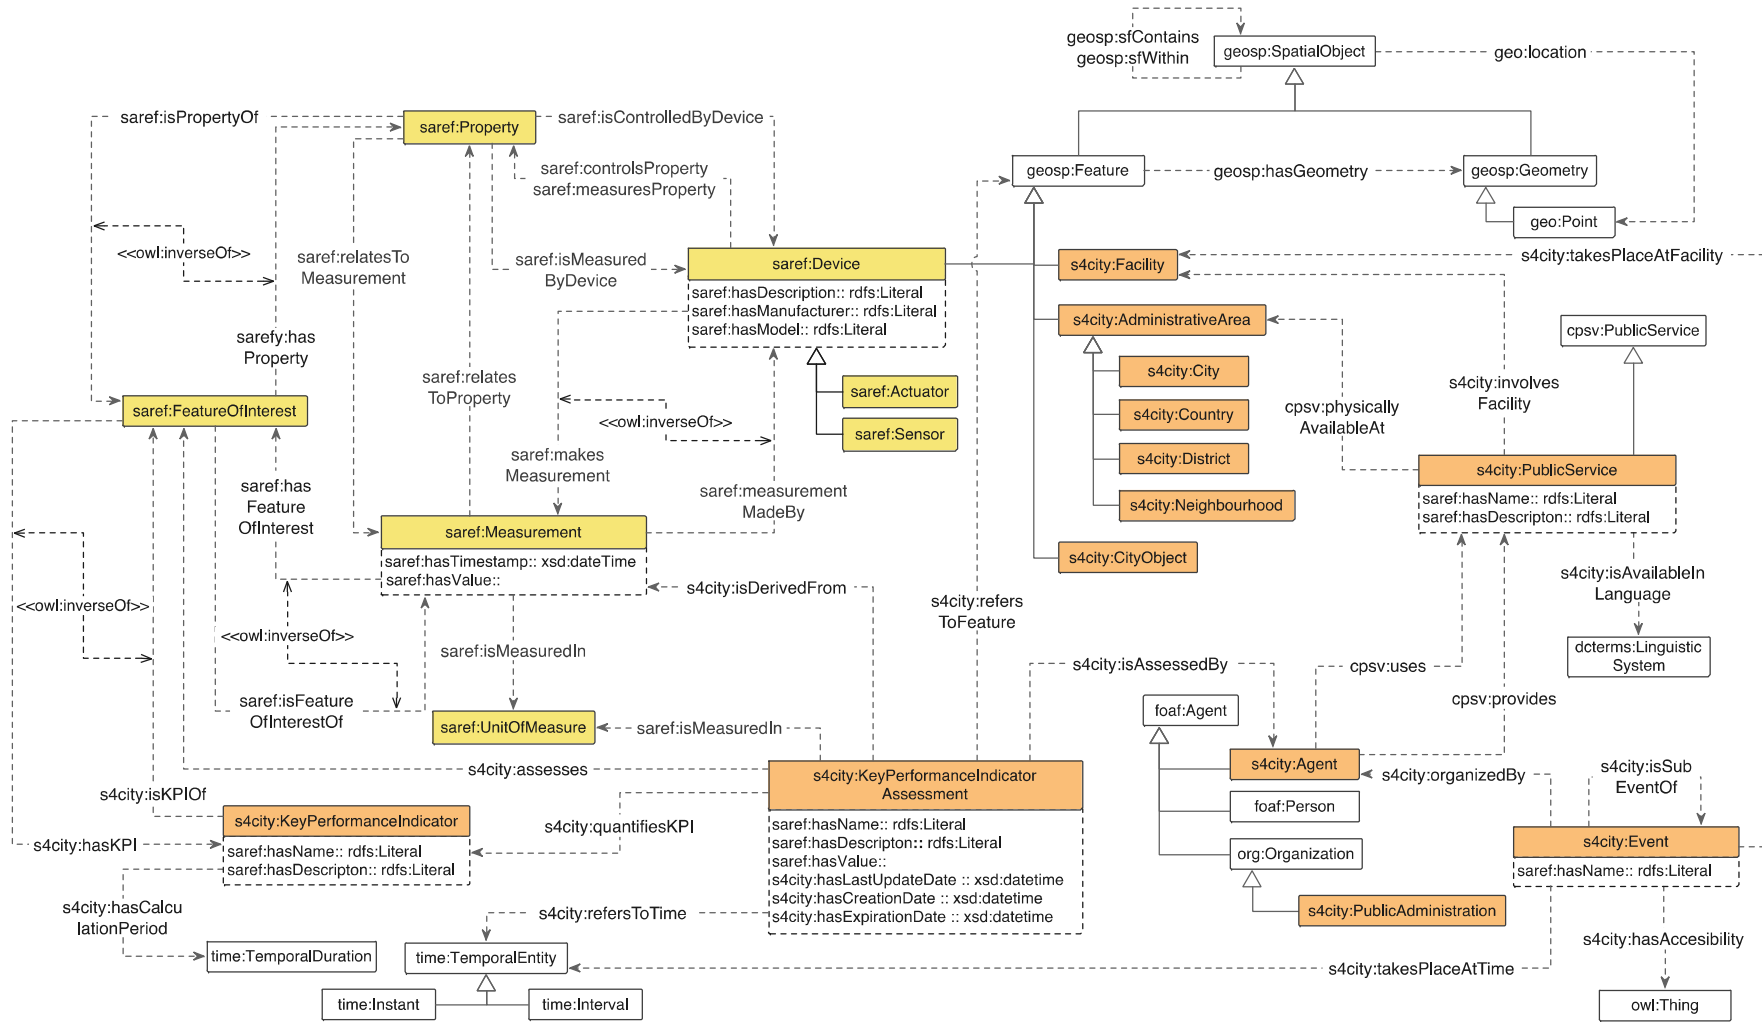 geosp:sfContains
geosp:sfWithin
geosp:SpatialObject
geo:location
saref:isPropertyOf
saref:Property
saref:isControlledByDevice
saref:controlsProperty
saref:measuresProperty
geosp:Feature
geosp:hasGeometry
geosp:Geometry
geo:Point
<<owl:inverseOf>>
saref:relatesTo
Measurement
saref:isMeasured
ByDevice
saref:Device
saref:hasDescription:: rdfs:Literal
saref:hasManufacturer:: rdfs:Literal
saref:hasModel:: rdfs:Literal
s4city:Facility
s4city:takesPlaceAtFacility
s4city:AdministrativeArea
cpsv:PublicService
sarefy:has
Property
saref:relates
ToProperty
saref:Actuator
saref:Sensor
<<owl:inverseOf>>
s4city:City
s4city:Country
s4city:District
s4city:Neighbourhood
s4city:CityObject
cpsv:physically
AvailableAt
s4city:involves
Facility
saref:FeatureOfInterest
saref:has
Feature
OfInterest
saref:makes
Measurement
saref:measurement
MadeBy
s4city:PublicService
saref:hasName:: rdfs:Literal
saref:hasDescripton:: rdfs:Literal
saref:Measurement
saref:hasTimestamp:: xsd:dateTime
saref:hasValue::
s4city:isDerivedFrom
s4city:refers
ToFeature
s4city:isAvailableIn
Language
dcterms:Linguistic
System
<<owl:inverseOf>>
<<owl:inverseOf>>
saref:isMeasuredIn
s4city:isAssessedBy
cpsv:uses
cpsv:provides
saref:isFeature
OfInterestOf
saref:UnitOfMeasure
saref:isMeasuredIn
foaf:Agent
s4city:Agent
foaf:Person
org:Organization
s4city:PublicAdministration
s4city:organizedBy
s4city:isSub
EventOf
s4city:assesses
s4city:KeyPerformanceIndicator
Assessment
saref:hasName:: rdfs:Literal
saref:hasDescripton:: rdfs:Literal
saref:hasValue::
s4city:hasLastUpdateDate :: xsd:datetime
s4city:hasCreationDate :: xsd:datetime
s4city:hasExpirationDate :: xsd:datetime
s4city:isKPIOf
s4city:KeyPerformanceIndicator
saref:hasName:: rdfs:Literal
saref:hasDescripton:: rdfs:Literal
s4city:quantifiesKPI
s4city:hasKPI
s4city:Event
saref:hasName:: rdfs:Literal
s4city:hasCalcu
lationPeriod
s4city:refersToTime
time:TemporalDuration
time:TemporalEntity
time:Instant
time:Interval
s4city:takesPlaceAtTime
s4city:hasAccesibility
owl:Thing